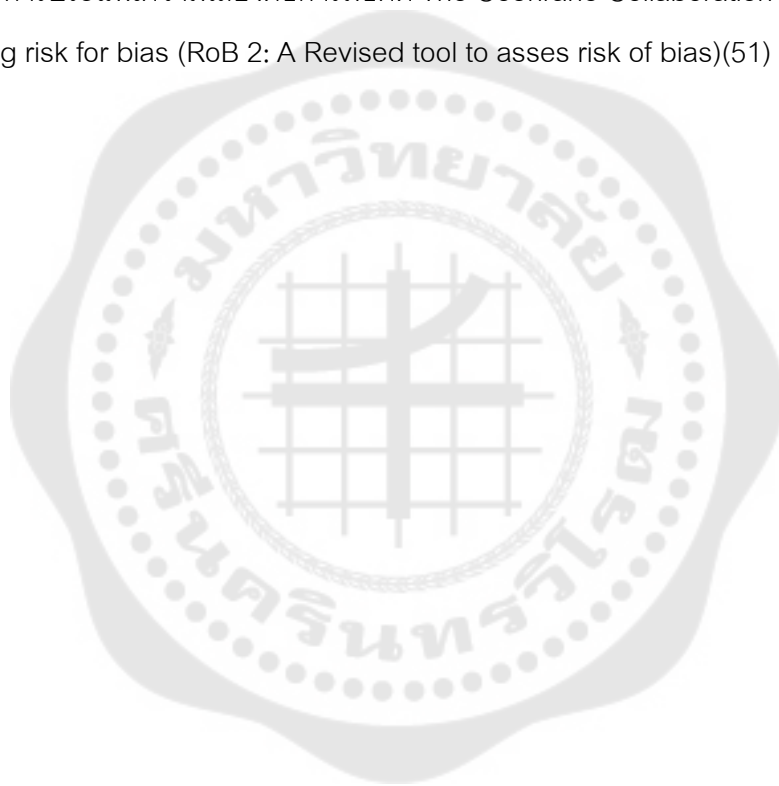 The Cochrane Collaboration
g risk for bias (RoB 2: A Revised tool to asses risk of bias)(51)
มหาวิทยาลัย
ศรีนครินทรวิโรฒ